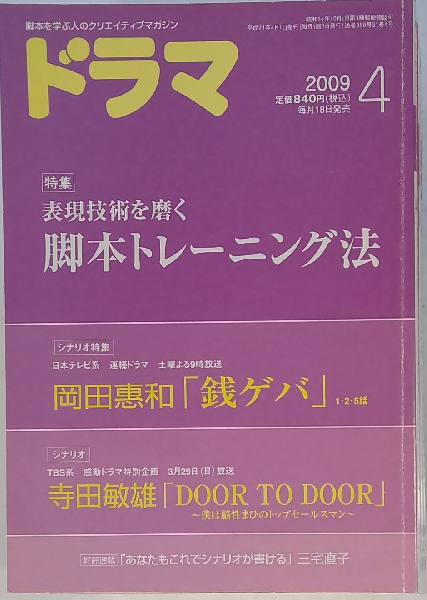 脚本を学ぶ人のクリエイティブマガジン
ドラマ
2009 4
定価840円(税込)
毎月18日発売
特集
表現技術を磨く
脚本トレーニング法
シナリオ特集
日本テレビ系 連続ドラマ 土曜よる9時放送
岡田惠和「銭ゲバ」1・2・5話
シナリオ
TBS系 感動ドラマ特別企画 3月29日(日)放送
寺田敏雄「DOOR TO DOOR」
～僕は脳性まひのトップセールスマン～
好評連載 「あなたもこれでシナリオが書ける」三宅直子